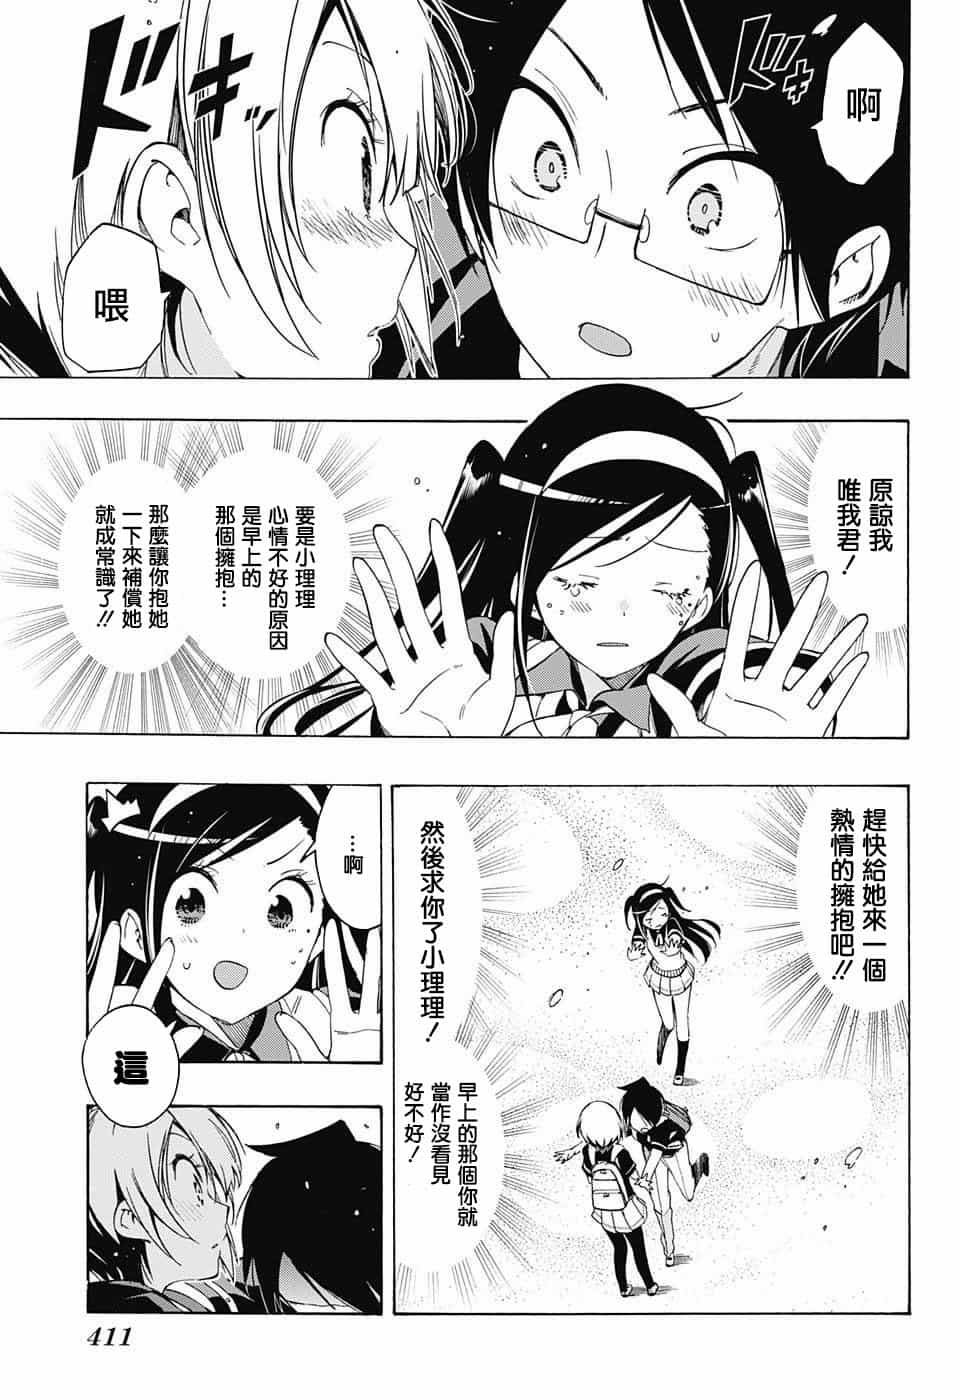 啊
ドキ
ドキ
喂
原諒我
唯我君！
要是小理理
心情不好的原因
是早上的
那個擁抱…
那麼讓你抱她
一下來補償她
就成常識了!!
趕快給她來一個
熱情的擁抱吧!!
然後求你了小理理！
早上的那個你就
當作沒看見
好不好！
…啊
這
411